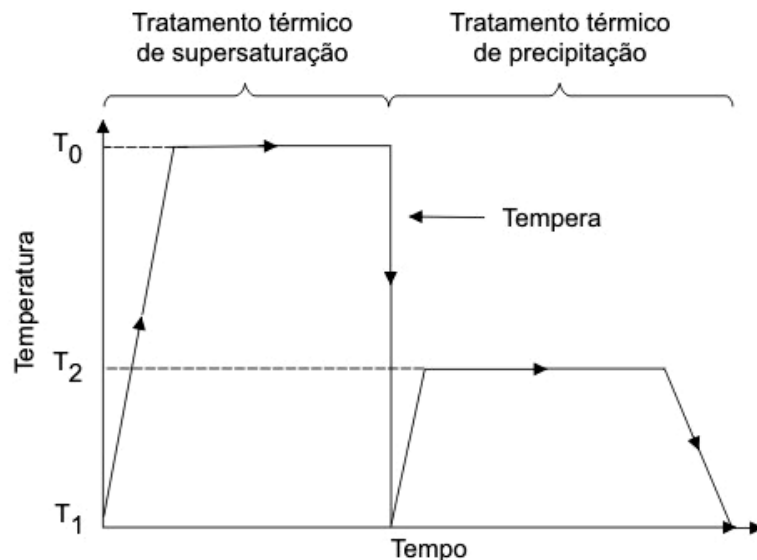 Tratamento térmico
de supersaturação
Tratamento térmico
de precipitação
T0
Tempera
Temperatura
T2
T1
Tempo